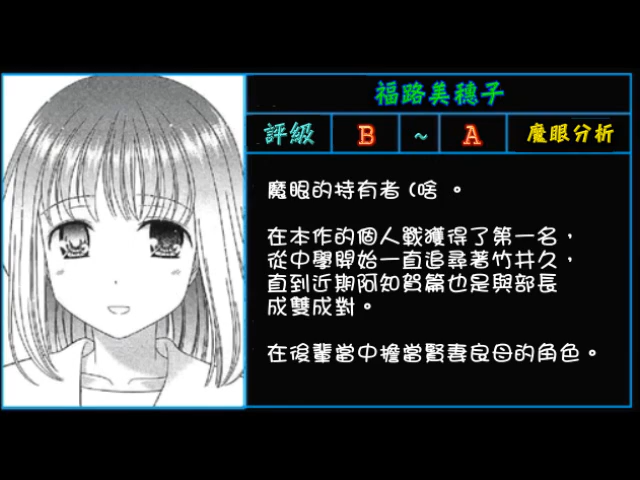 福路美穗子
評級 B ~ A 魔眼分析
魔眼的持有者 (啥 。
在本作的個人戰獲得了第一名，
從中學開始一直追尋著竹井久，
直到近期阿知賀篇也是與部長
成雙成對。
在後輩當中擔當賢妻良母的角色。